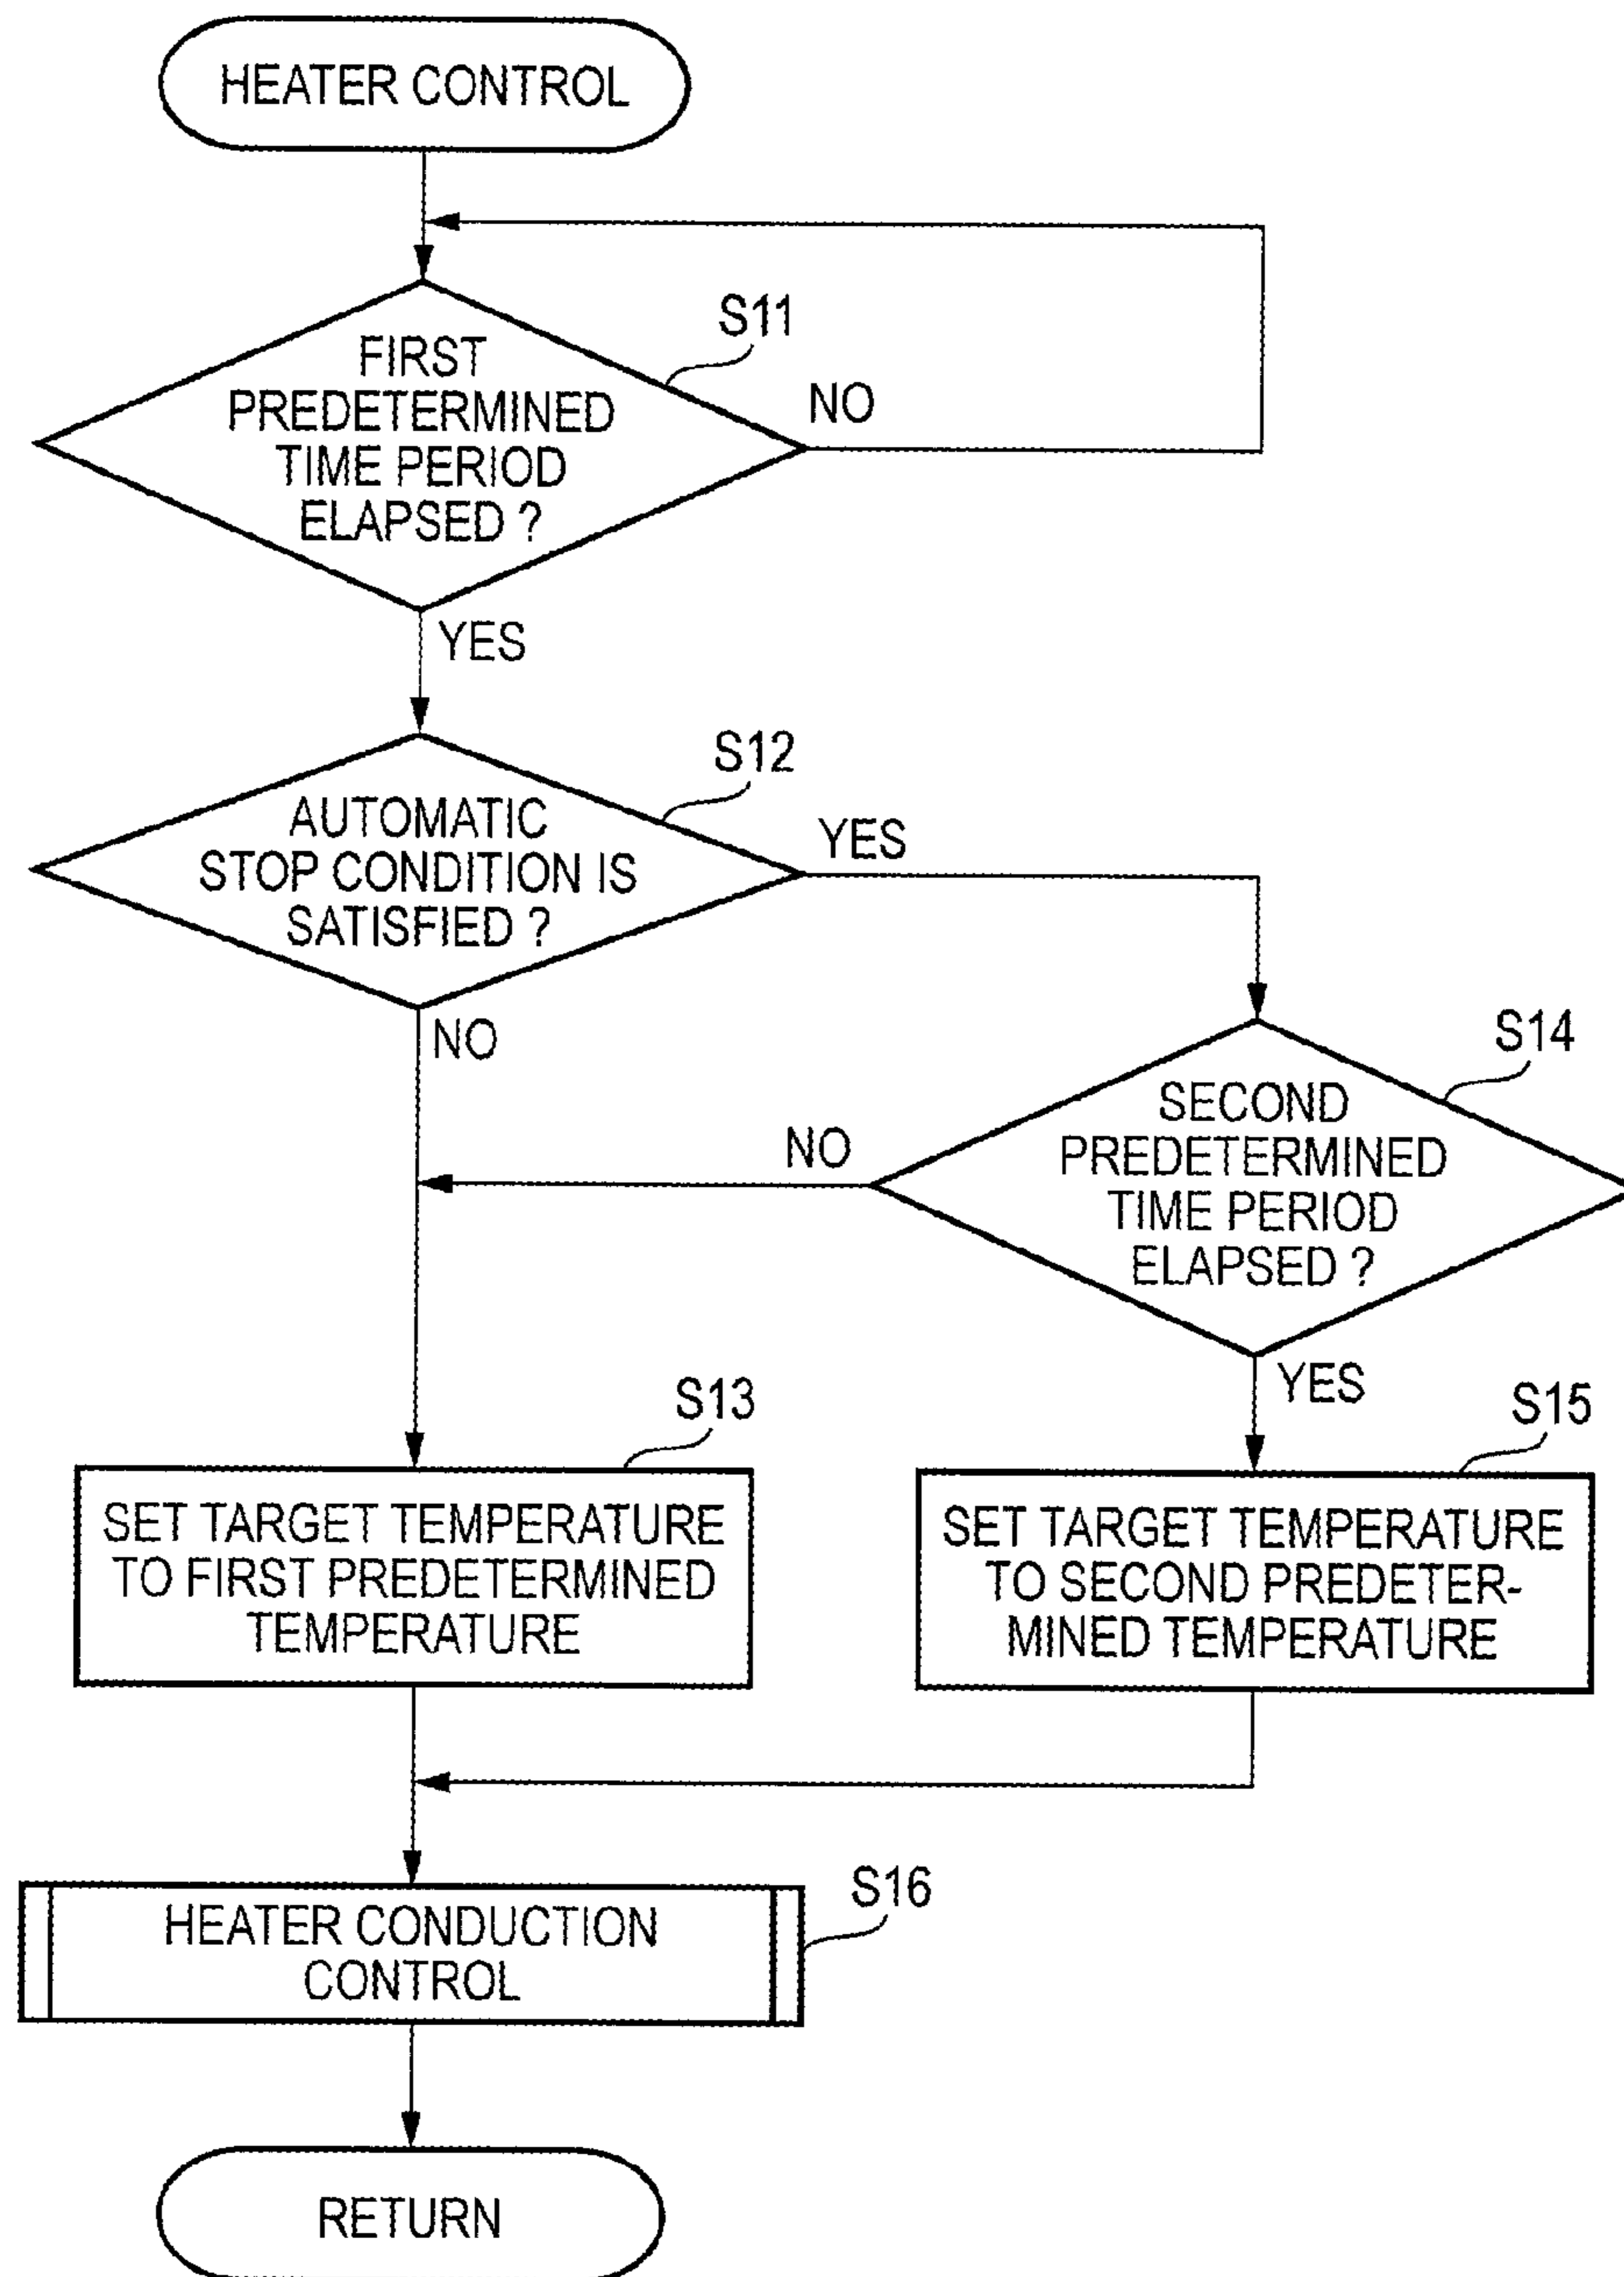 HEATER CONTROL
S11
FIRST
PREDETERMINED
TIME PERIOD
ELAPSED ?
NO
YES
S12
AUTOMATIC
STOP CONDITION IS
SATISFIED ?
YES
NO
S14
SECOND
PREDETERMINED
TIME PERIOD
ELAPSED ?
NO
YES
S13
SET TARGET TEMPERATURE
TO FIRST PREDETERMINED
TEMPERATURE
S15
SET TARGET TEMPERATURE
TO SECOND PREDETER-
MINED TEMPERATURE
S16
HEATER CONDUCTION
CONTROL
RETURN